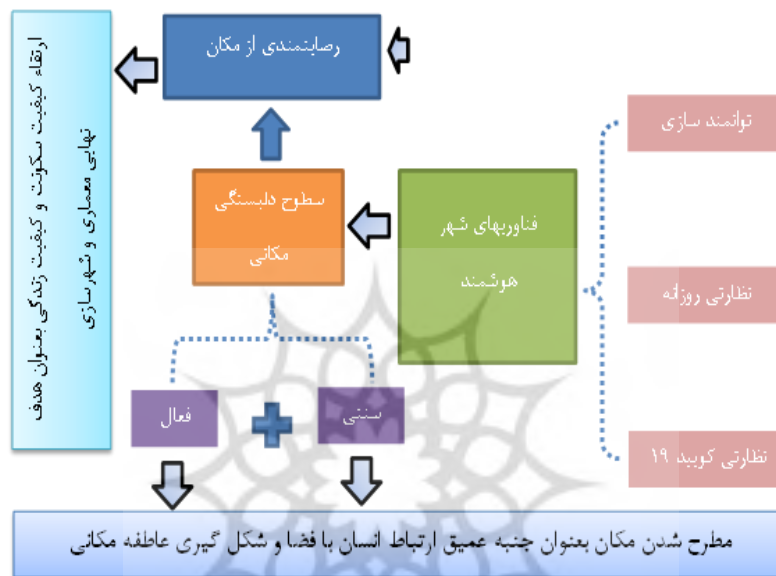 رضایتمندی از مکان
ارتقاء کیفیت سکونت و کیفیت زندگی بعنوان هدف
نهایی معماری و شهرسازی
توانمند سازی
سطوح دلبستگی
مکانی
فناوریهای شهر
هوشمند
نظارتی روزانه
سنتی
فعال
نظارتی کویید ۱۹
مطرح شدن مکان بعنوان جنبه عمیق ارتباط انسان با فضا و شکل گیری عاطفه مکانی